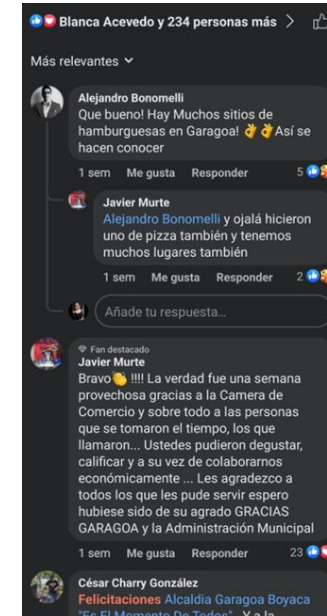 Blanca Acevedo y 234 personas más
Más relevantes
Alejandro Bonomelli
Que bueno! Hay Muchos sitios de
hamburguesas en Garagoa! 👌👌Así se
hacen conocer
1 sem Me gusta Responder 5
Javier Murte
Alejandro Bonomelli y ojalá hicieron
uno de pizza también y tenemos
muchos lugares también
1 sem Me gusta Responder 2
Añade tu respuesta...
Fan destacado
Javier Murte
Bravo👏 !!!! La verdad fue una semana
provechosa gracias a la Camera de
Comercio y sobre todo a las personas
que se tomaron el tiempo, los que
llamaron... Ustedes pudieron degustar,
calificar y a su vez de colaborarnos
económicamente ... Les agradezco a
todos los que les pude servir espero
hubiese sido de su agrado GRACIAS
GARAGOA y la Administración Municipal
1 sem Me gusta Responder 23
César Charry González
Felicitaciones Alcaldia Garagoa Boyaca
"Es El Momento De Todos" Y a la